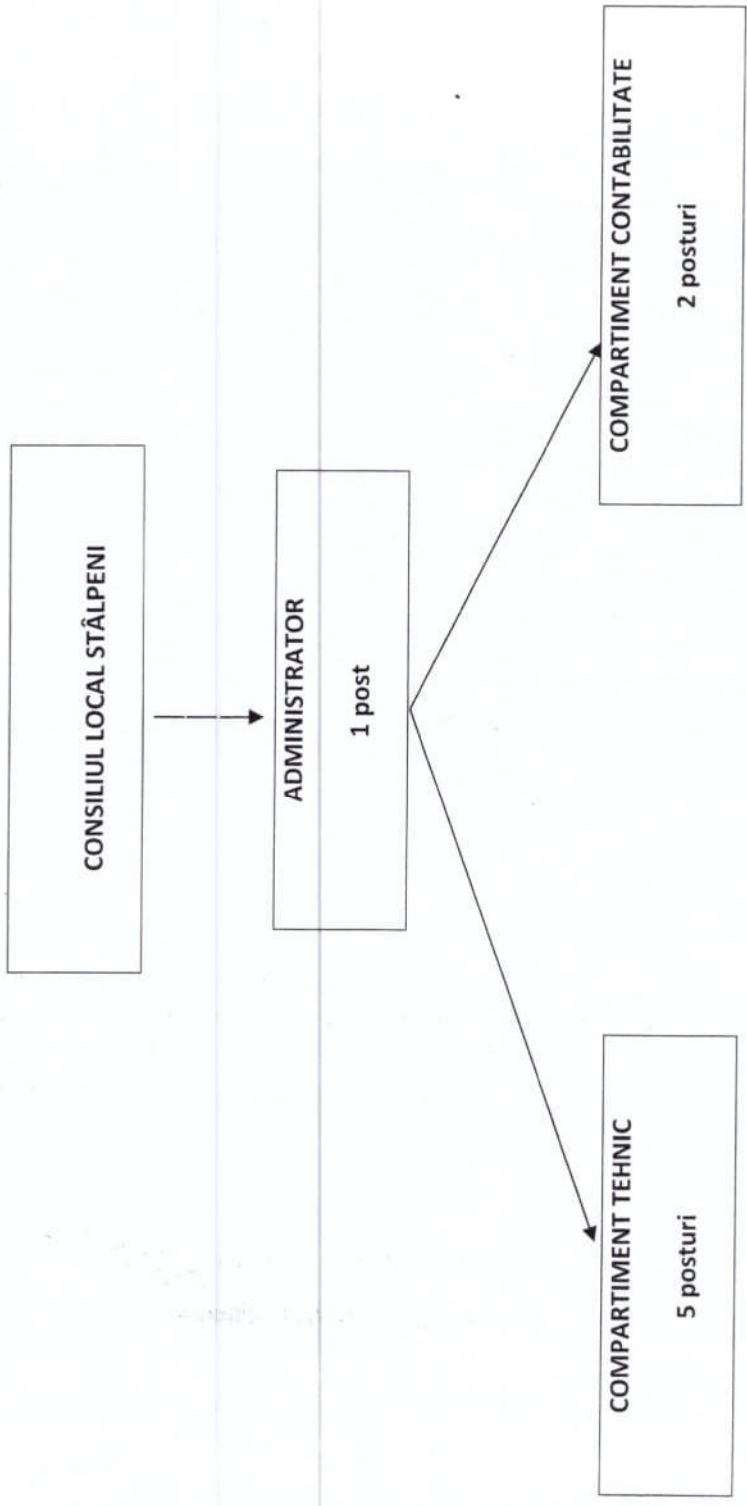 CONSILIUL LOCAL STÂLPENI
ADMINISTRATOR
1 post
COMPARTIMENT TEHNIC
5 posturi
COMPARTIMENT CONTABILITATE
2 posturi